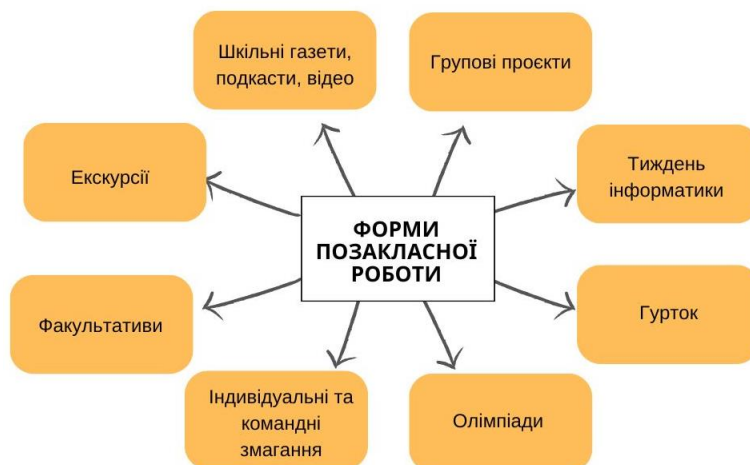 Шкільні газети,
подкасти, відео
Групові проєкти
Екскурсії
Тиждень
інформатики
ФОРМИ
ПОЗАКЛАСНОЇ
РОБОТИ
Факультативи
Гурток
Індивідуальні та
командні
змагання
Олімпіади